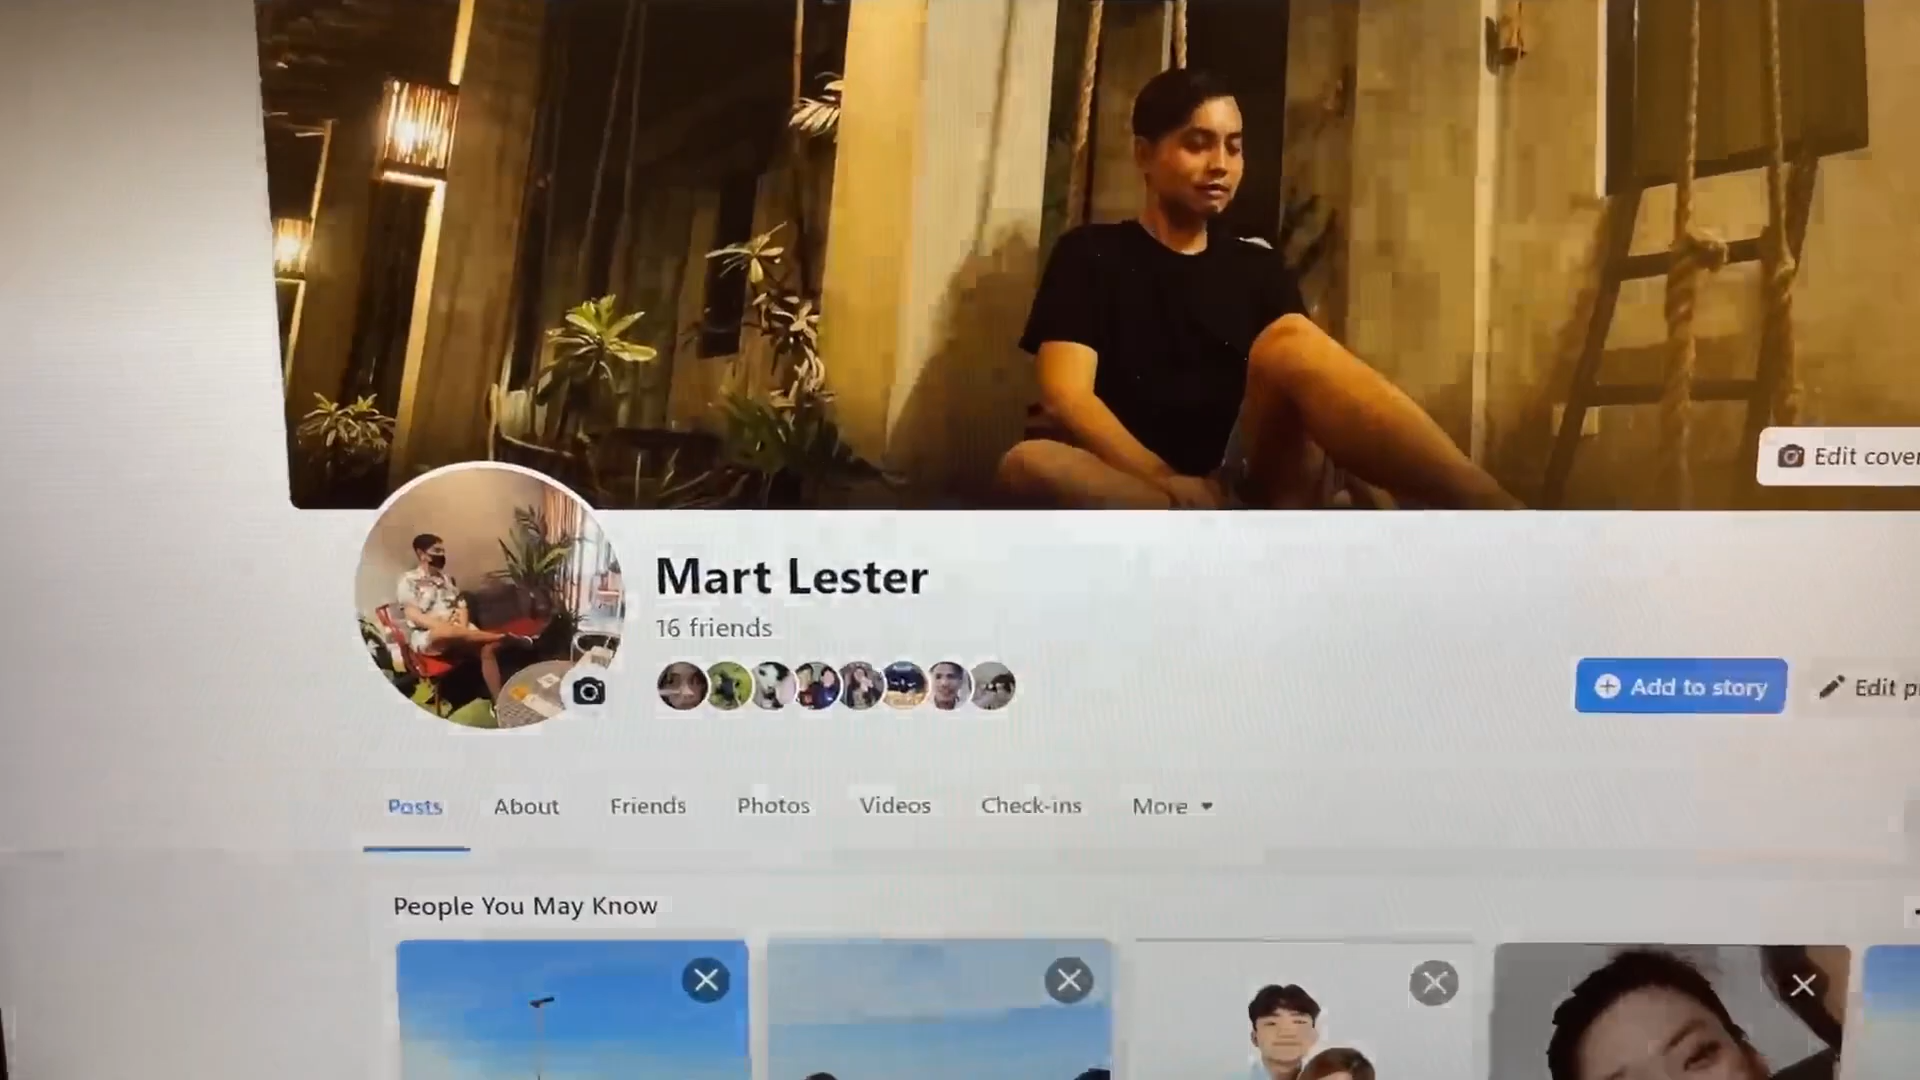 Edit cover
Mart Lester
16 friends
Add to story
Edit p
Posts
About
Friends
Photos
Videos
Check-ins
More
People You May Know